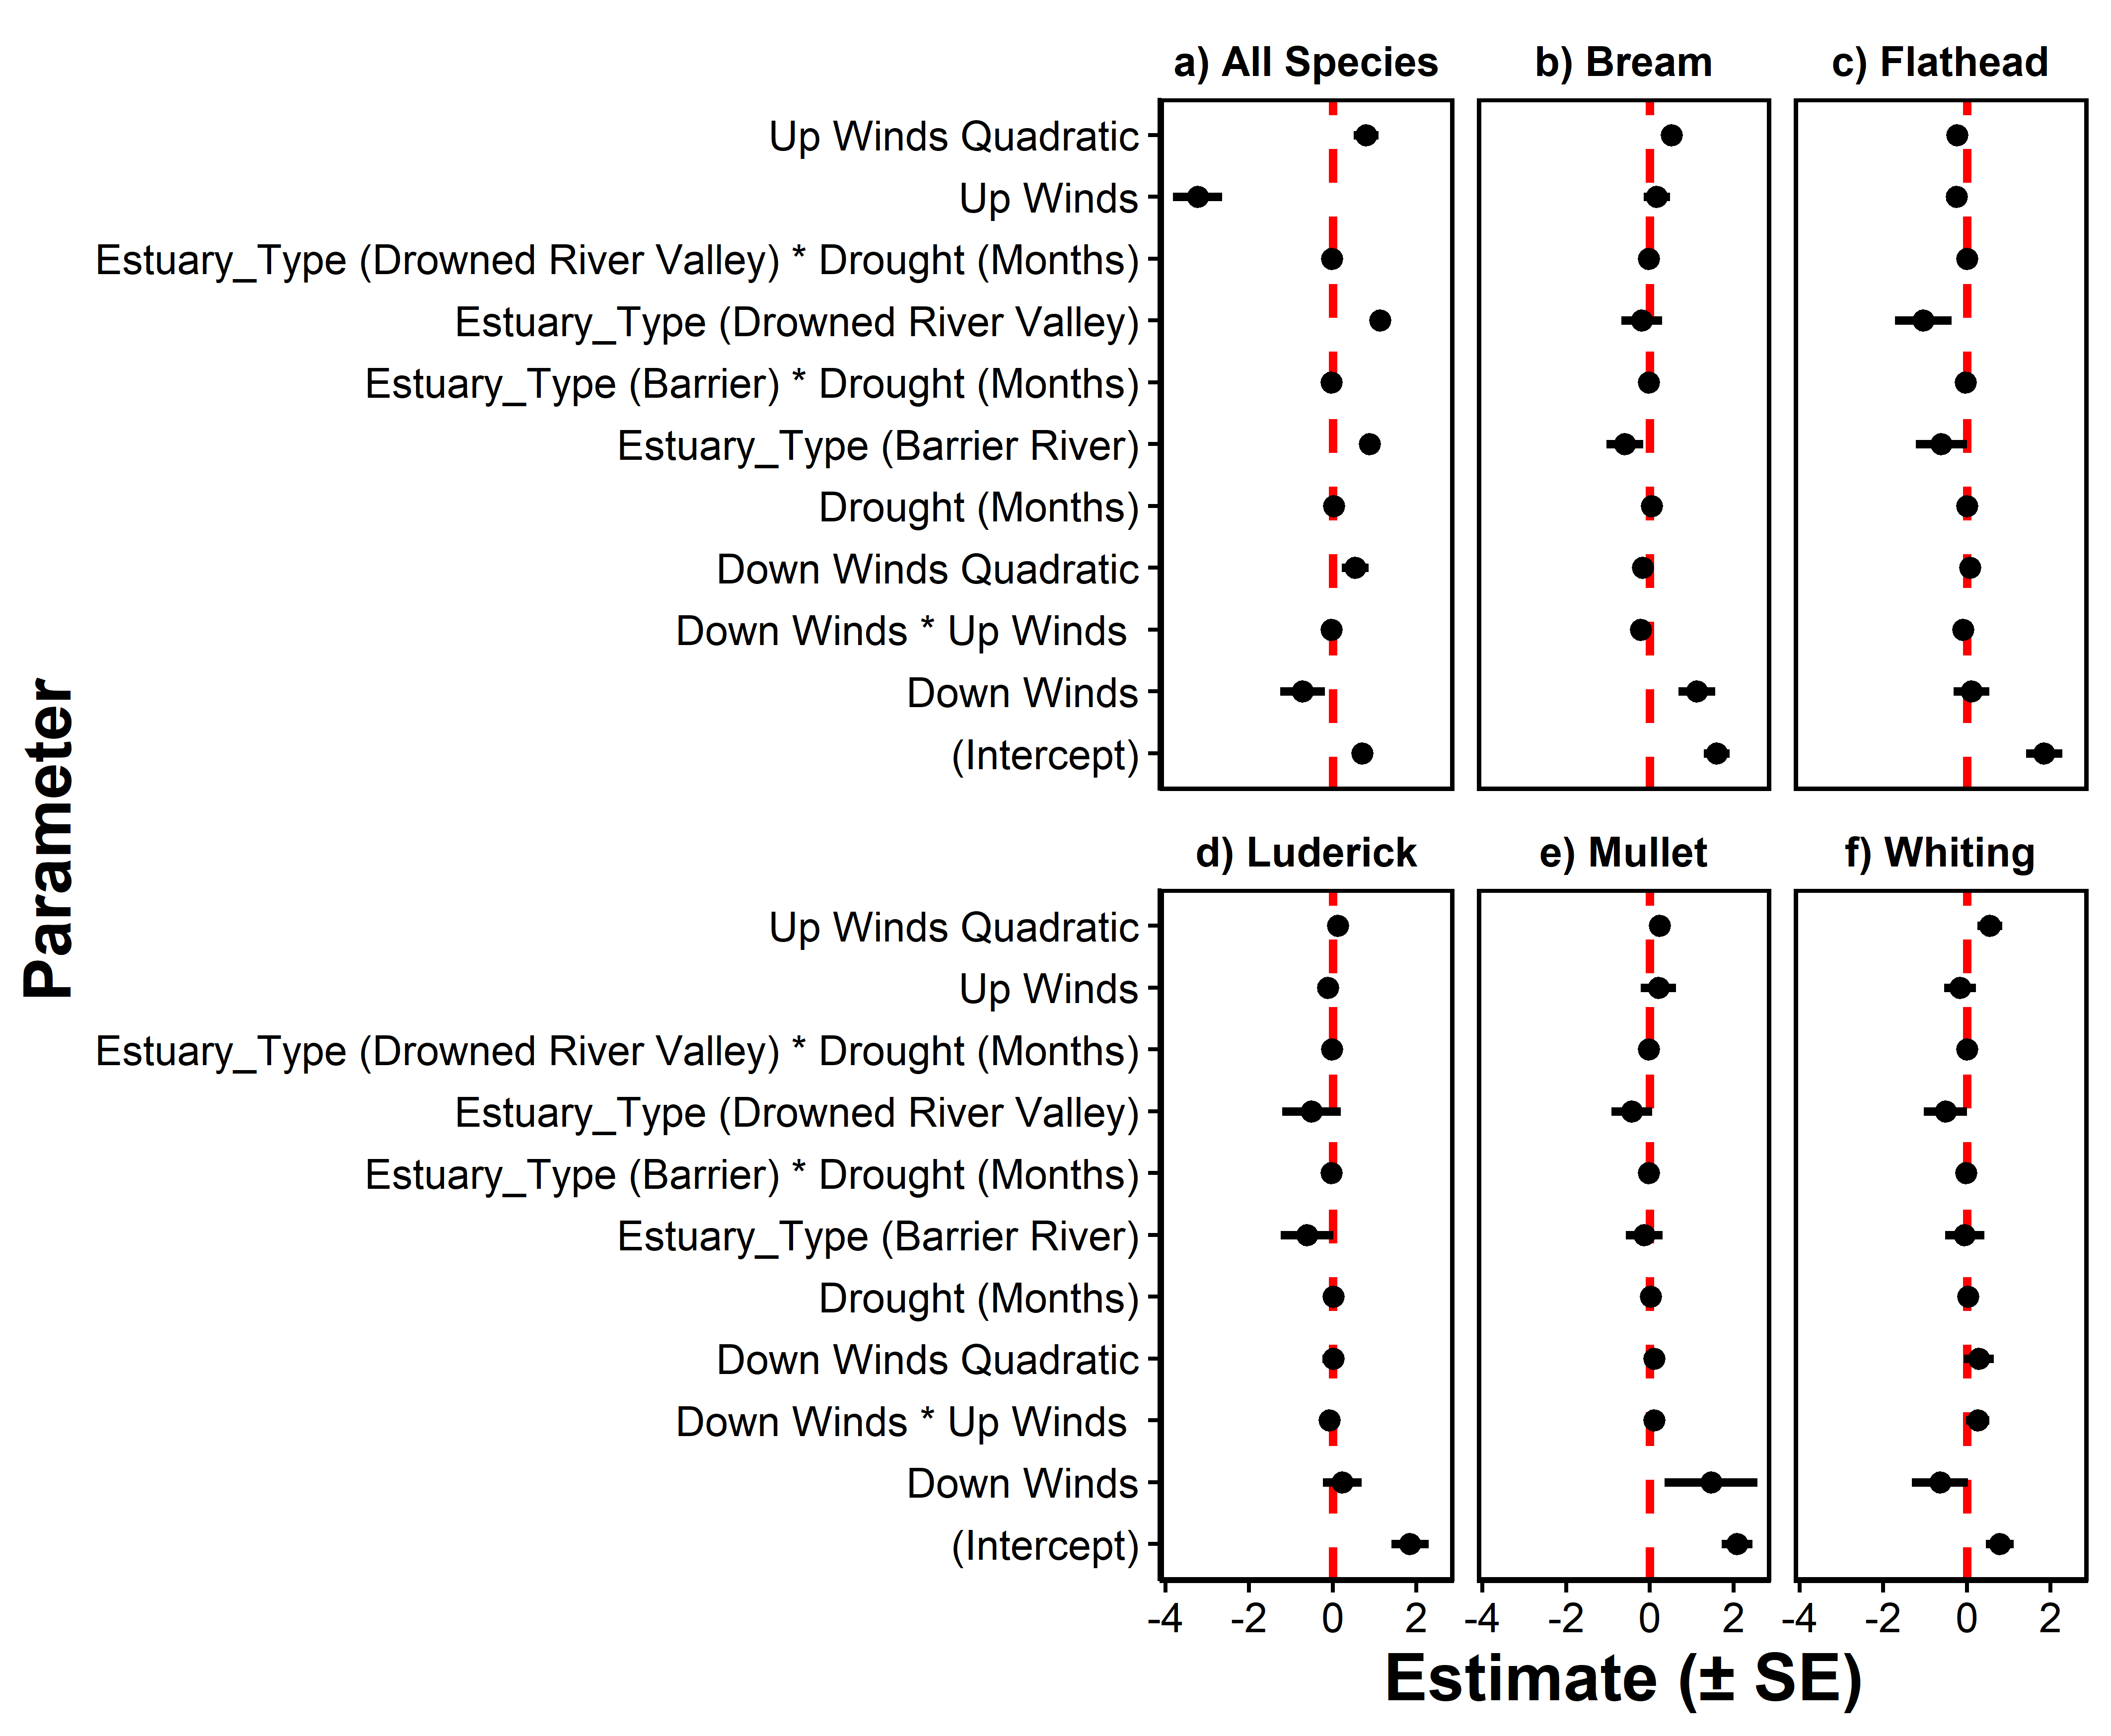 a) All Species b) Bream c) Flathead
Up Winds Quadratic
Up Winds
Estuary_Type (Drowned River Valley) * Drought (Months)
Estuary_Type (Drowned River Valley)
Estuary_Type (Barrier) * Drought (Months)
Estuary_Type (Barrier River)
Drought (Months)
Down Winds Quadratic
Down Winds * Up Winds
Down Winds
(Intercept)
Parameter
d) Luderick e) Mullet f) Whiting
Up Winds Quadratic
Up Winds
Estuary_Type (Drowned River Valley) * Drought (Months)
Estuary_Type (Drowned River Valley)
Estuary_Type (Barrier) * Drought (Months)
Estuary_Type (Barrier River)
Drought (Months)
Down Winds Quadratic
Down Winds * Up Winds
Down Winds
(Intercept)
-4 -2 0 2 -4 -2 0 2 -4 -2 0 2
Estimate (± SE)